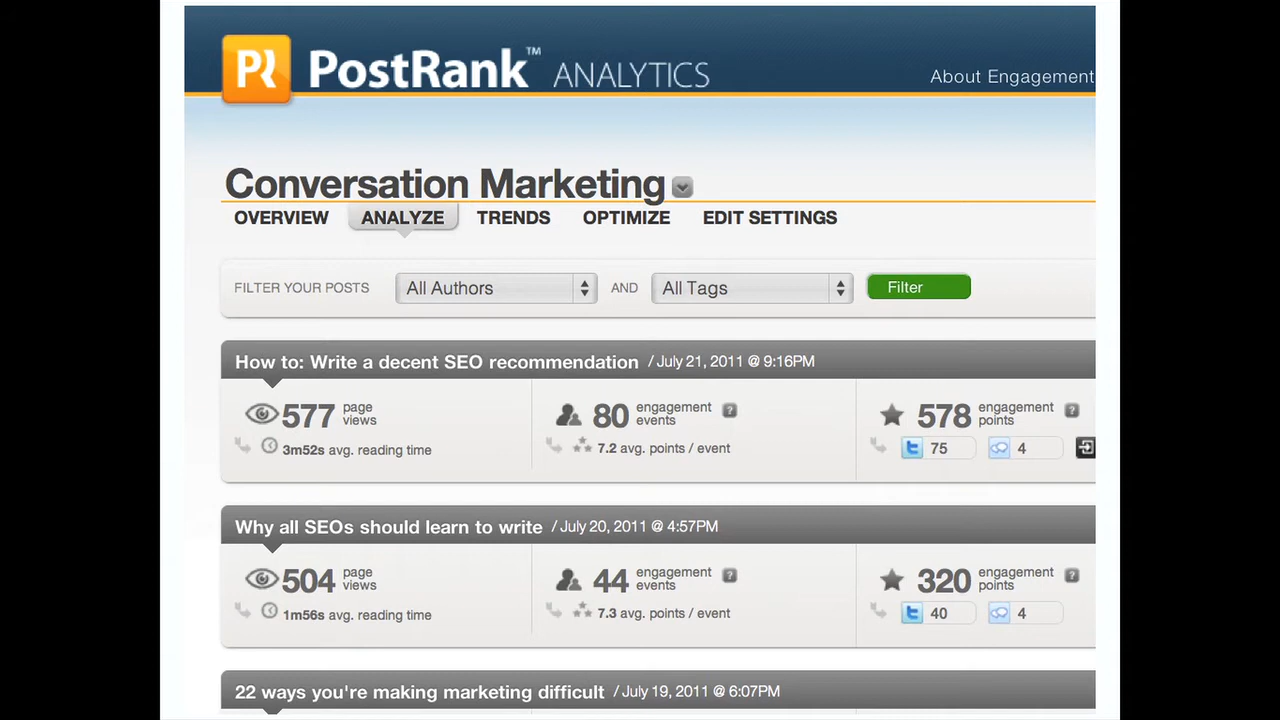 PR PostRank™ ANALYTICS
About Engagement
Conversation Marketing
OVERVIEW ANALYZE TRENDS OPTIMIZE EDIT SETTINGS
FILTER YOUR POSTS All Authors AND All Tags Filter
How to: Write a decent SEO recommendation / July 21, 2011 @ 9:16PM
577 page views 80 engagement events ? 578 engagement points ?
3m52s avg. reading time 7.2 avg. points / event t 75 4
Why all SEOs should learn to write / July 20, 2011 @ 4:57PM
504 page views 44 engagement events ? 320 engagement points ?
1m56s avg. reading time 7.3 avg. points / event t 40 4
22 ways you're making marketing difficult / July 19, 2011 @ 6:07PM